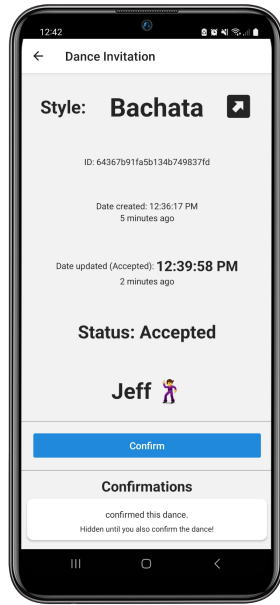 12:42
Dance Invitation
Style: Bachata
ID: 64367b91fa5b134b749837fd
Date created: 12:36:17 PM
5 minutes ago
Date updated (Accepted): 12:39:58 PM
2 minutes ago
Status: Accepted
Jeff 🕺
Confirm
Confirmations
confirmed this dance.
Hidden until you also confirm the dance!